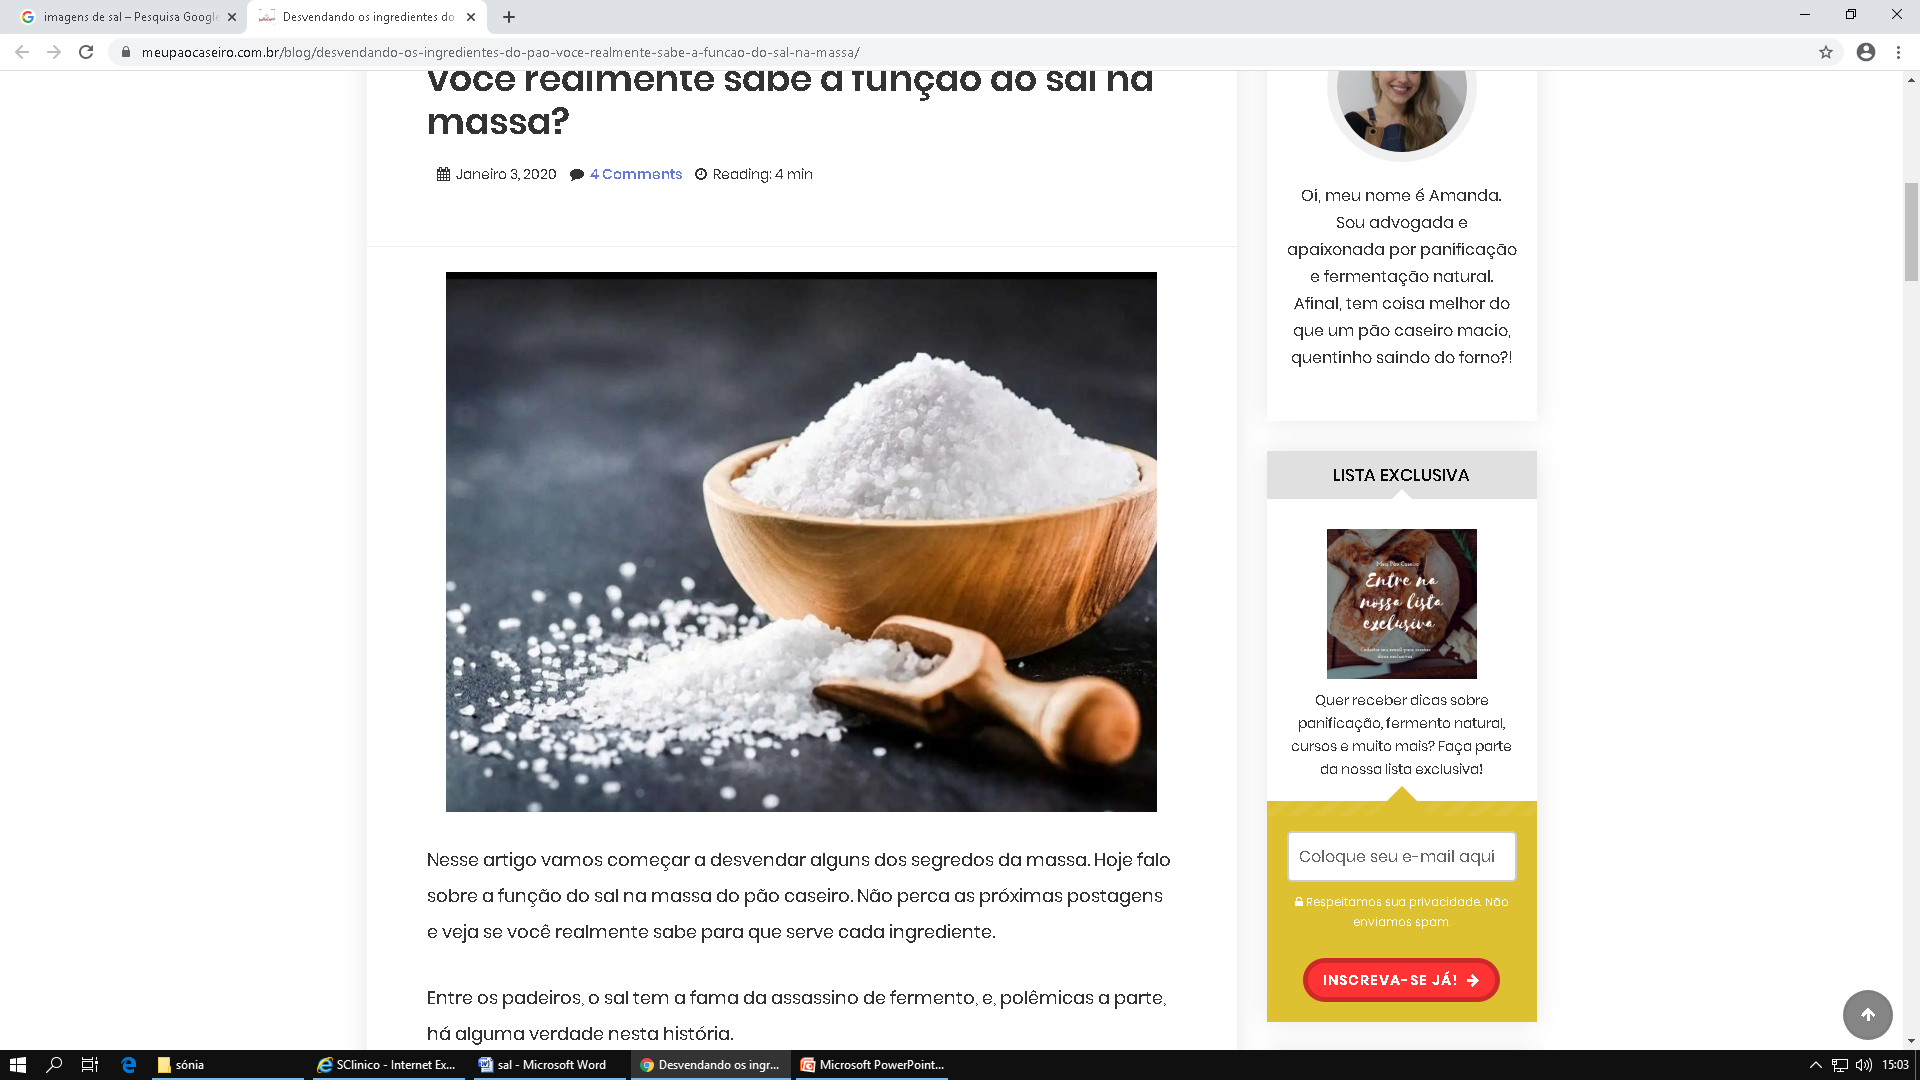 imagens de sal – Pesquisa Google
Desvendando os ingredientes do
meupaocaseiro.com.br/blog/desvendando-os-ingredientes-do-pao-voce-realmente-sabe-a-funcao-do-sal-na-massa/
você realmente sabe a função do sal na
massa?
Janeiro 3, 2020 4 Comments Reading: 4 min
Nesse artigo vamos começar a desvendar alguns dos segredos da massa. Hoje falo
sobre a função do sal na massa do pão caseiro. Não perca as próximas postagens
e veja se você realmente sabe para que serve cada ingrediente.
Entre os padeiros, o sal tem a fama da assassino de fermento, e, polêmicas a parte,
há alguma verdade nesta história.
Oi, meu nome é Amanda.
Sou advogada e
apaixonada por panificação
e fermentação natural.
Afinal, tem coisa melhor do
que um pão caseiro macio,
quentinho saindo do forno?!
LISTA EXCLUSIVA
Meu Pão Caseiro
Entre na
nossa lista
exclusiva
Quer receber dicas sobre
panificação, fermento natural,
cursos e muito mais? Faça parte
da nossa lista exclusiva!
Coloque seu e-mail aqui
Respeitamos sua privacidade. Não
enviamos spam.
INSCREVA-SE JÁ!
sónia
SClinico - Internet Ex...
sal - Microsoft Word
Desvendando os ingr...
Microsoft PowerPoint...
15:03